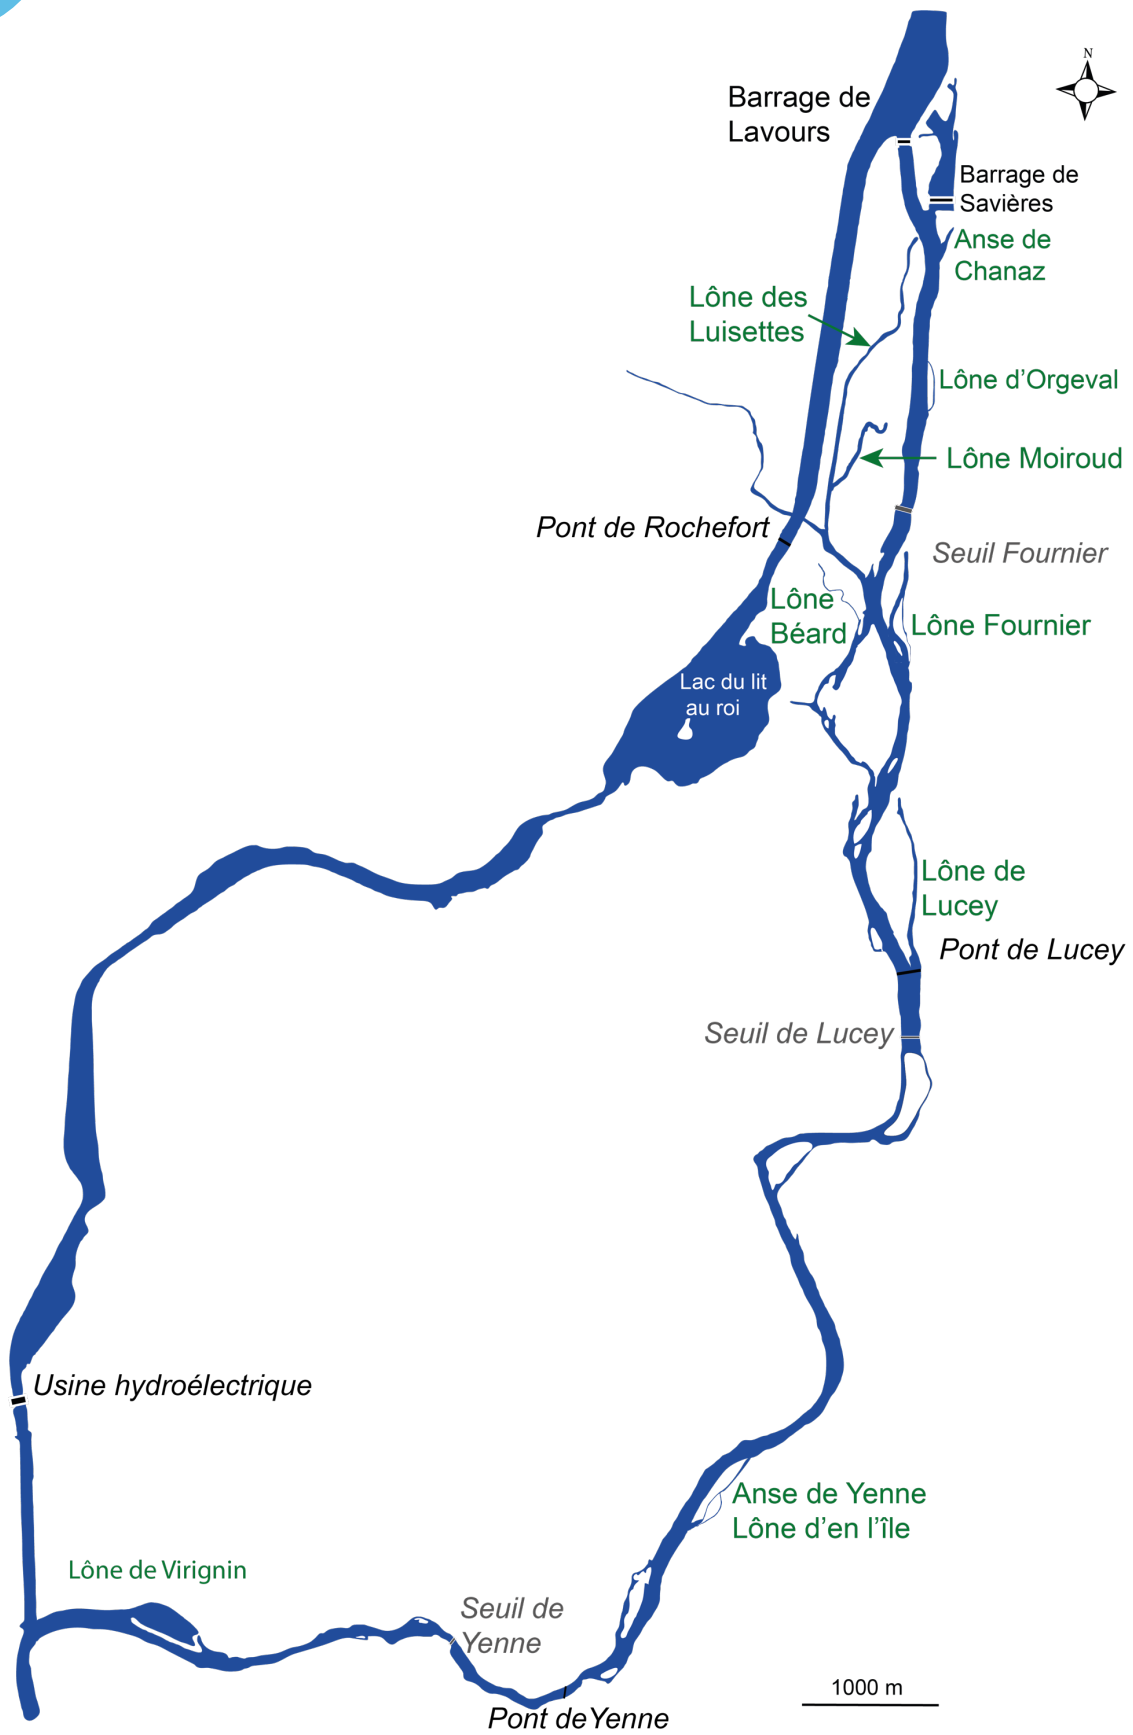 N
Barrage de
Lavours
Barrage de
Savières
Anse de
Chanaz
Lône des
Luisettes
Lône d'Orgeval
Lône Moiroud
Pont de Rochefort
Seuil Fournier
Lône
Béard
Lône Fournier
Lac du lit
au roi
Lône de
Lucey
Pont de Lucey
Seuil de Lucey
Usine hydroélectrique
Anse de Yenne
Lône d'en l'île
Lône de Virignin
Seuil de
Yenne
1000 m
Pont deYenne